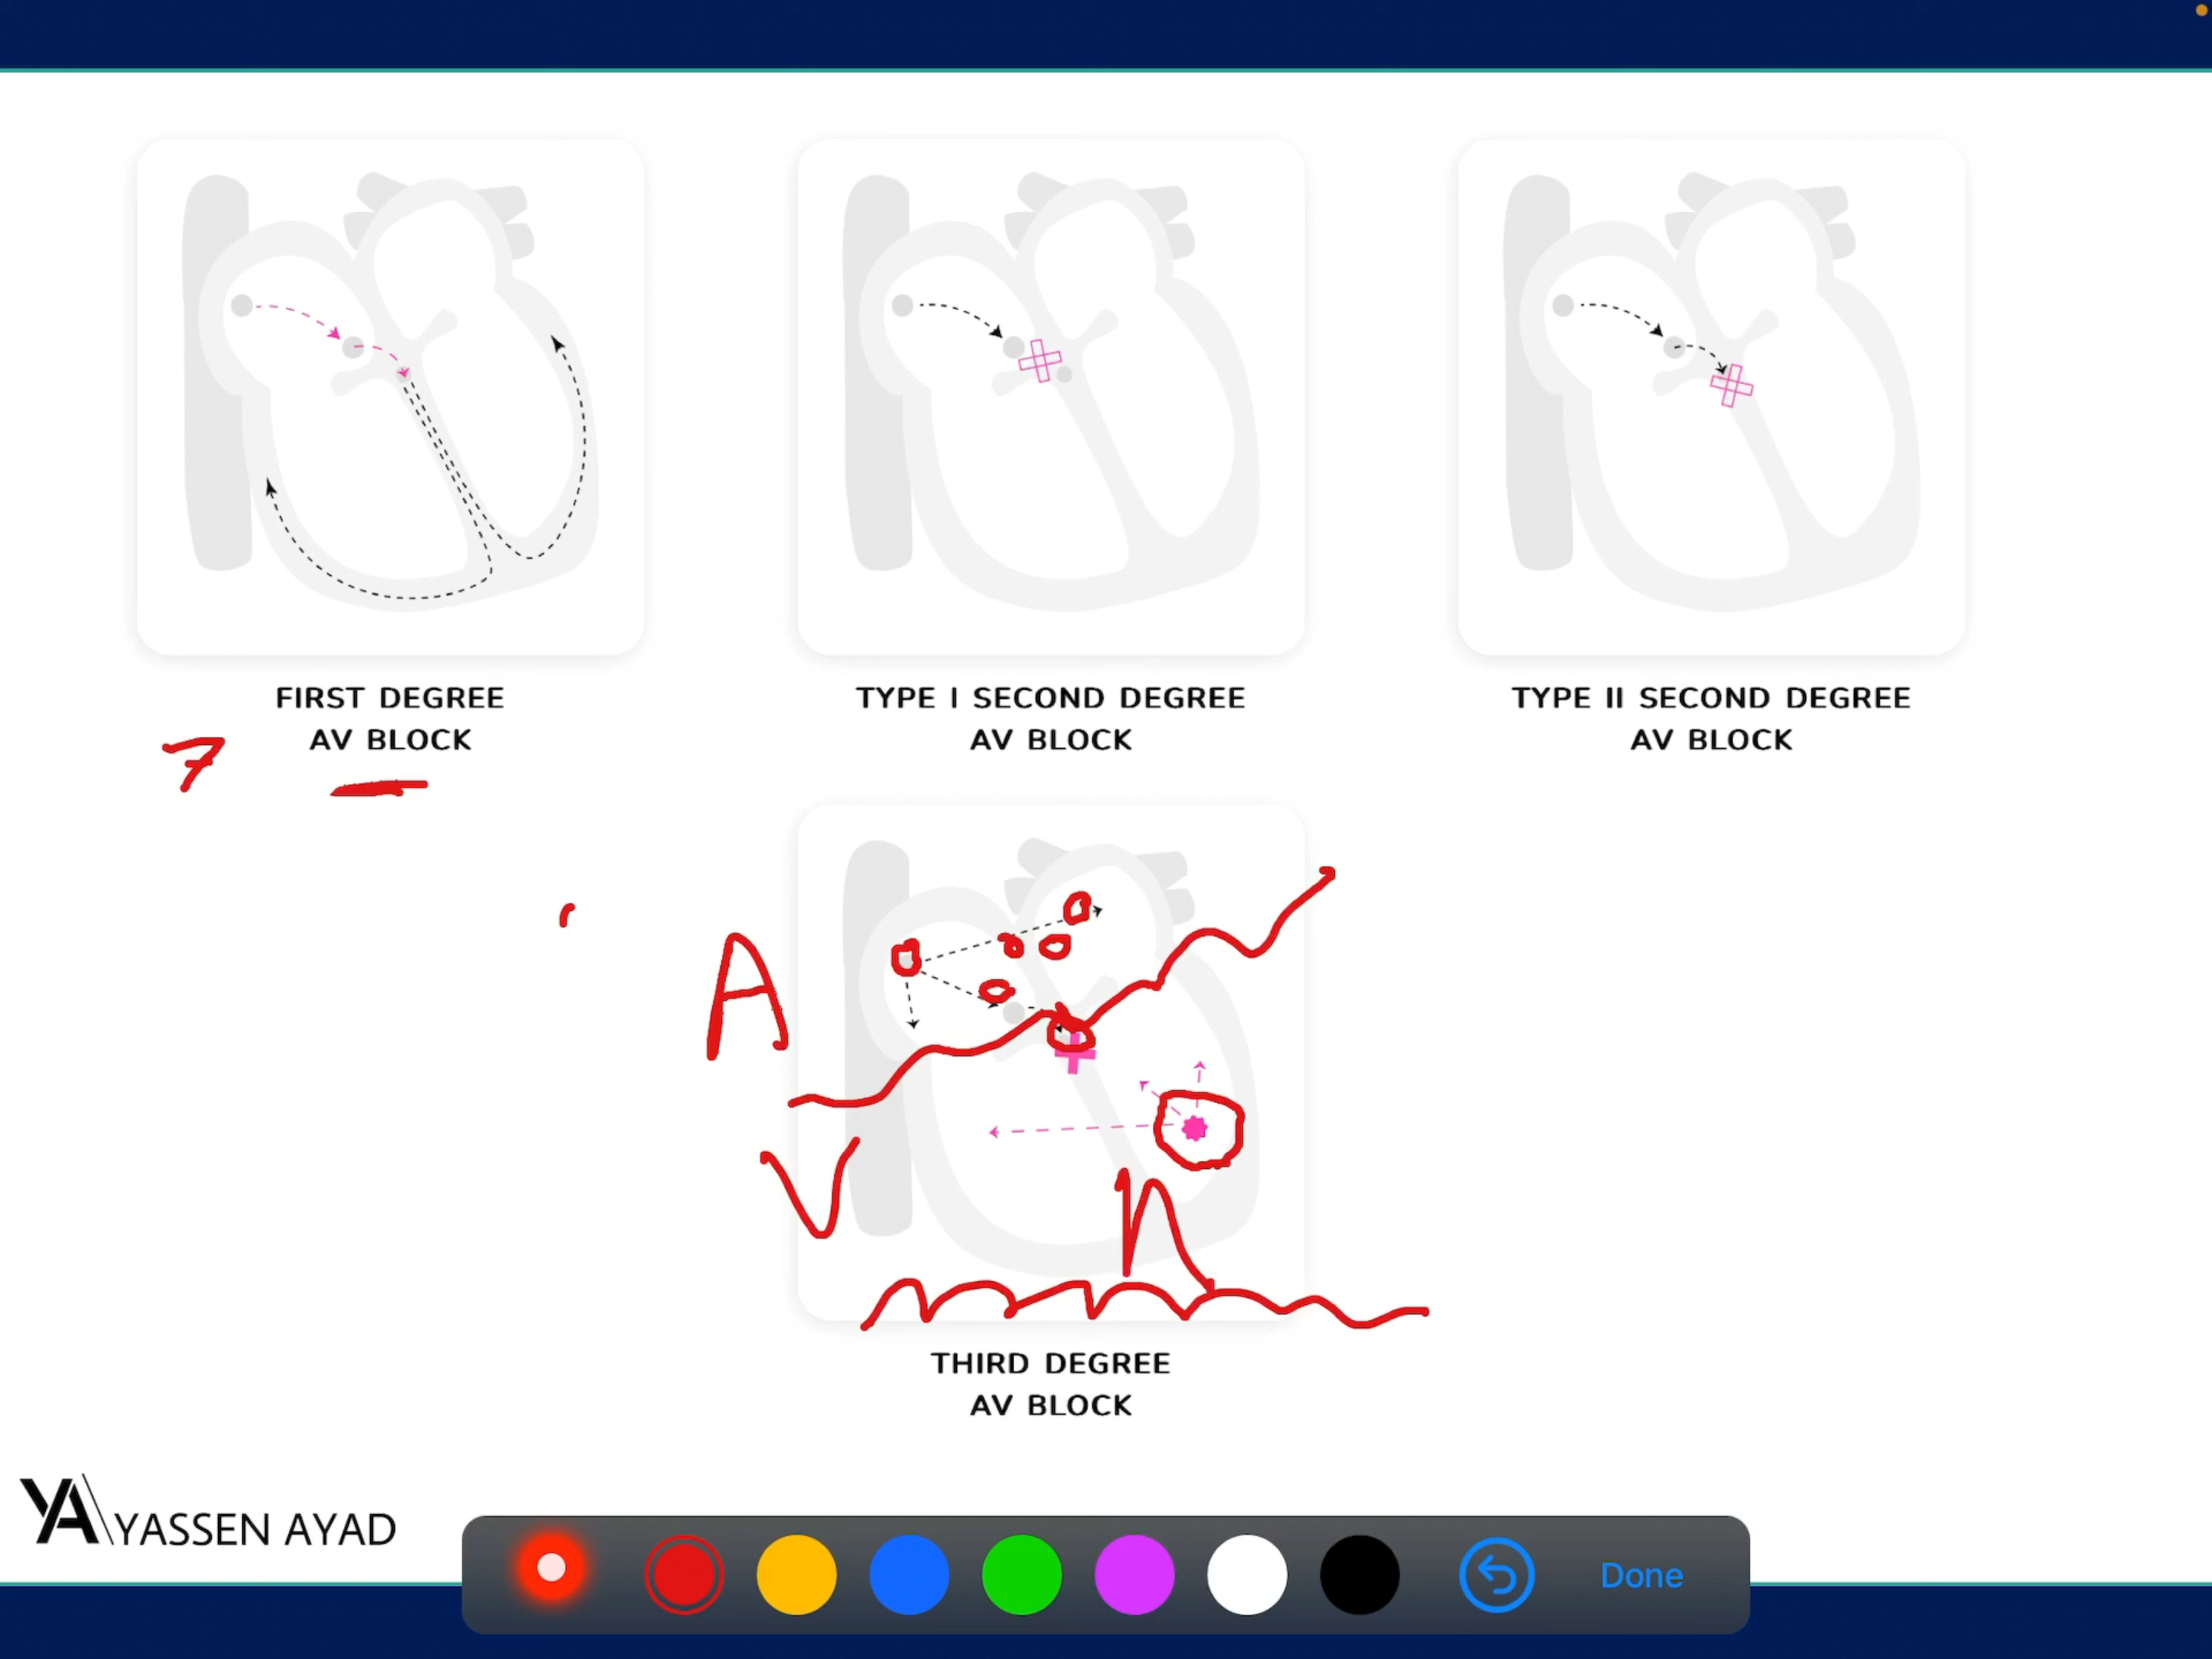 FIRST DEGREE
AV BLOCK
TYPE I SECOND DEGREE
AV BLOCK
TYPE II SECOND DEGREE
AV BLOCK
7
A
V
THIRD DEGREE
AV BLOCK
YA YASSEN AYAD
Done